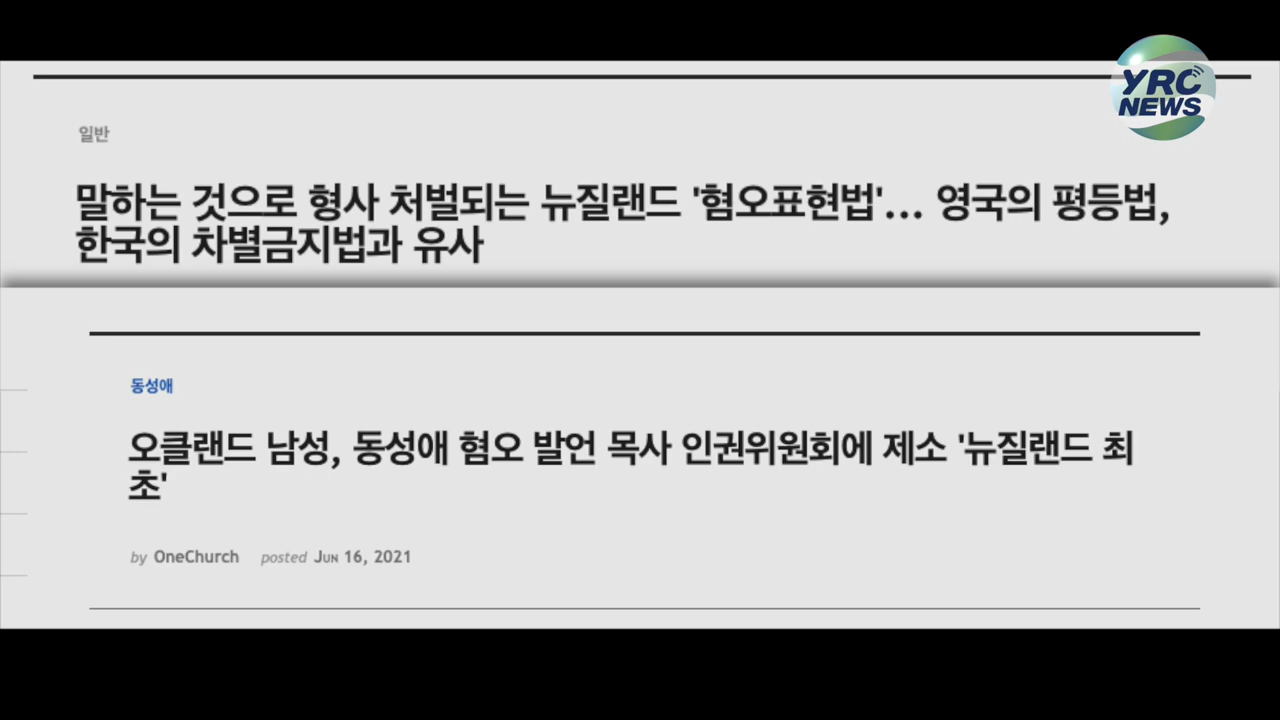 YRC
NEWS
일반
말하는 것으로 형사 처벌되는 뉴질랜드 '혐오표현법'... 영국의 평등법,
한국의 차별금지법과 유사
동성애
오클랜드 남성, 동성애 혐오 발언 목사 인권위원회에 제소 '뉴질랜드 최
초'
by OneChurch posted Jun 16, 2021